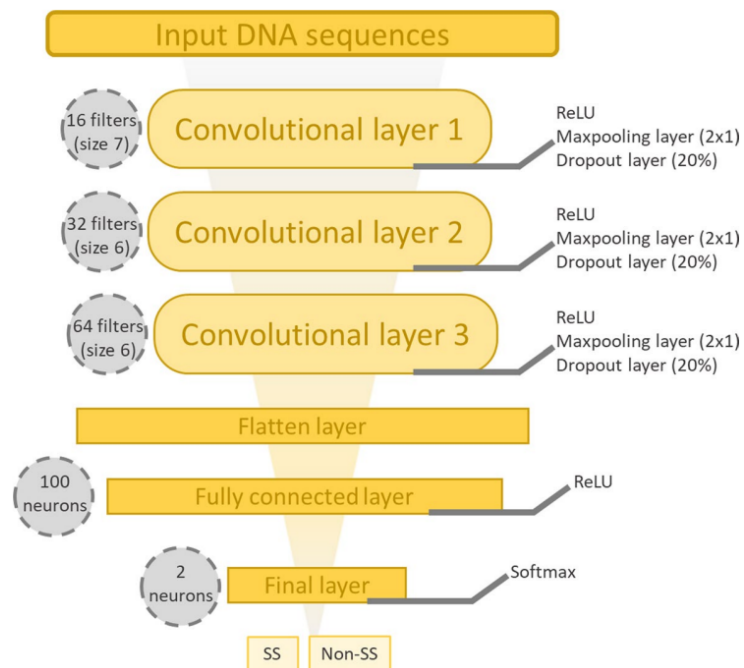 Input DNA sequences
16 filters
(size 7)
Convolutional layer 1
ReLU
Maxpooling layer (2x1)
Dropout layer (20%)
32 filters
(size 6)
Convolutional layer 2
ReLU
Maxpooling layer (2x1)
Dropout layer (20%)
64 filters
(size 6)
Convolutional layer 3
ReLU
Maxpooling layer (2x1)
Dropout layer (20%)
Flatten layer
100
neurons
Fully connected layer
ReLU
2
neurons
Final layer
Softmax
SS
Non-SS